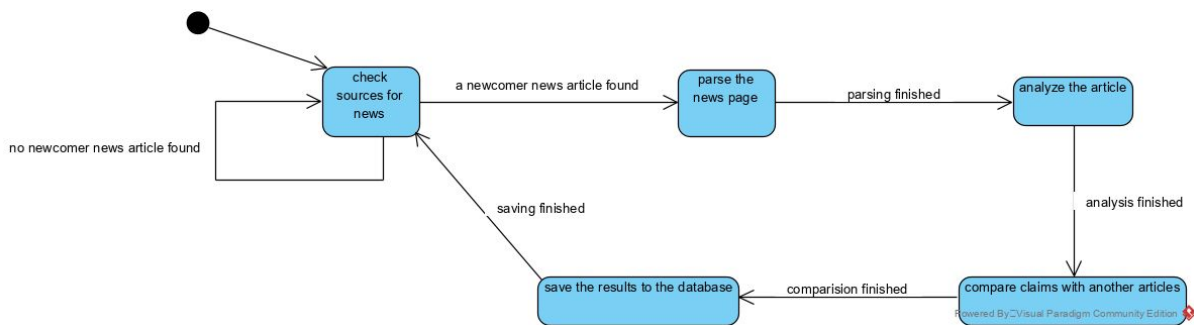 check
sources for
news
a newcomer news article found
parse the
news page
parsing finished
analyze the article
no newcomer news article found
analysis finished
saving finished
save the results to the database
comparision finished
compare claims with another articles
Powered By Visual Paradigm Community Edition